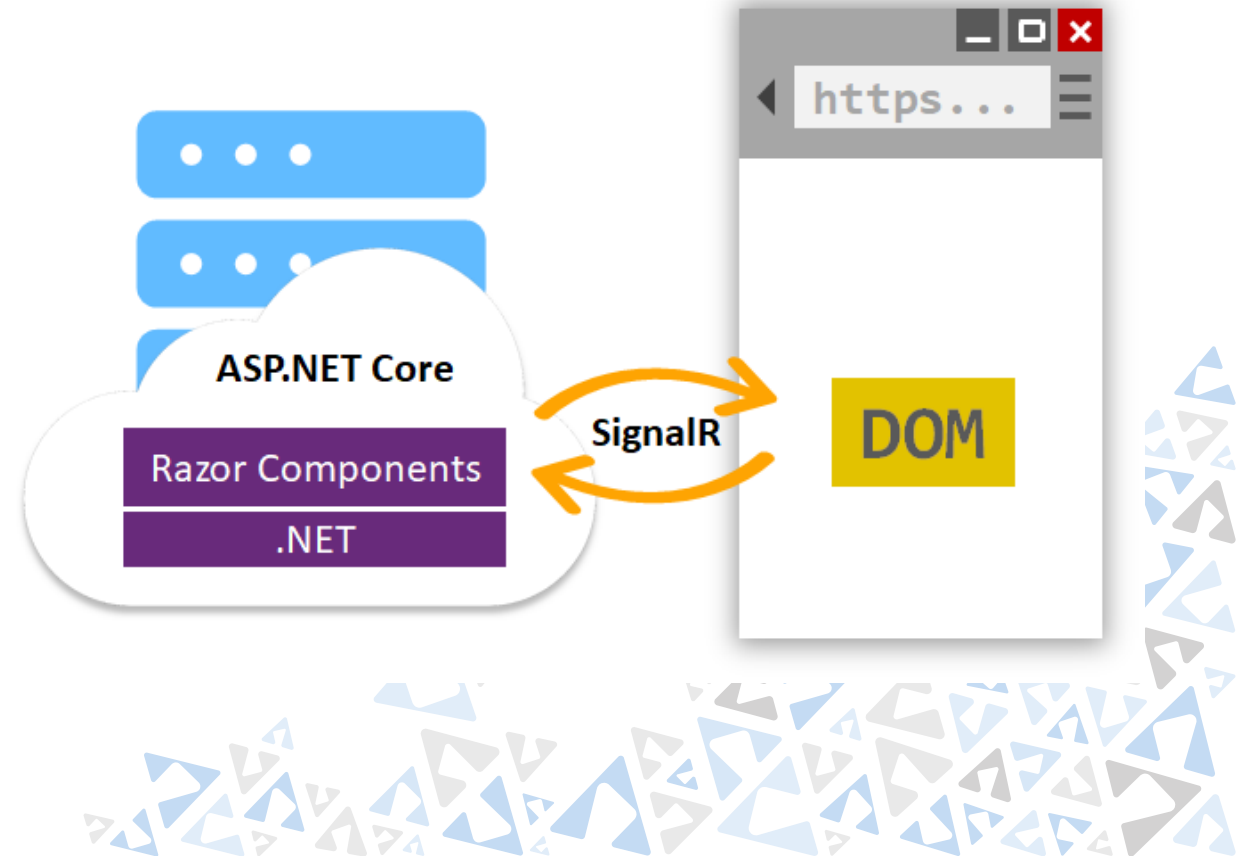 https...
ASP.NET Core
SignalR
DOM
Razor Components
.NET